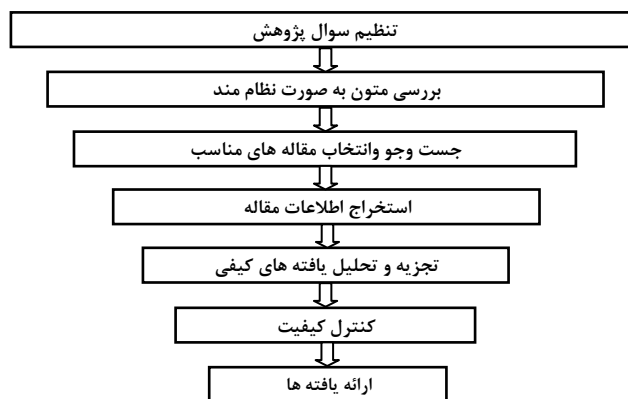 تنظیم سوال پژوهش
بررسی متون به صورت نظام مند
جست وجو وانتخاب مقاله های مناسب
استخراج اطلاعات مقاله
تجزیه و تحلیل یافته های کیفی
کنترل کیفیت
ارائه یافته ها